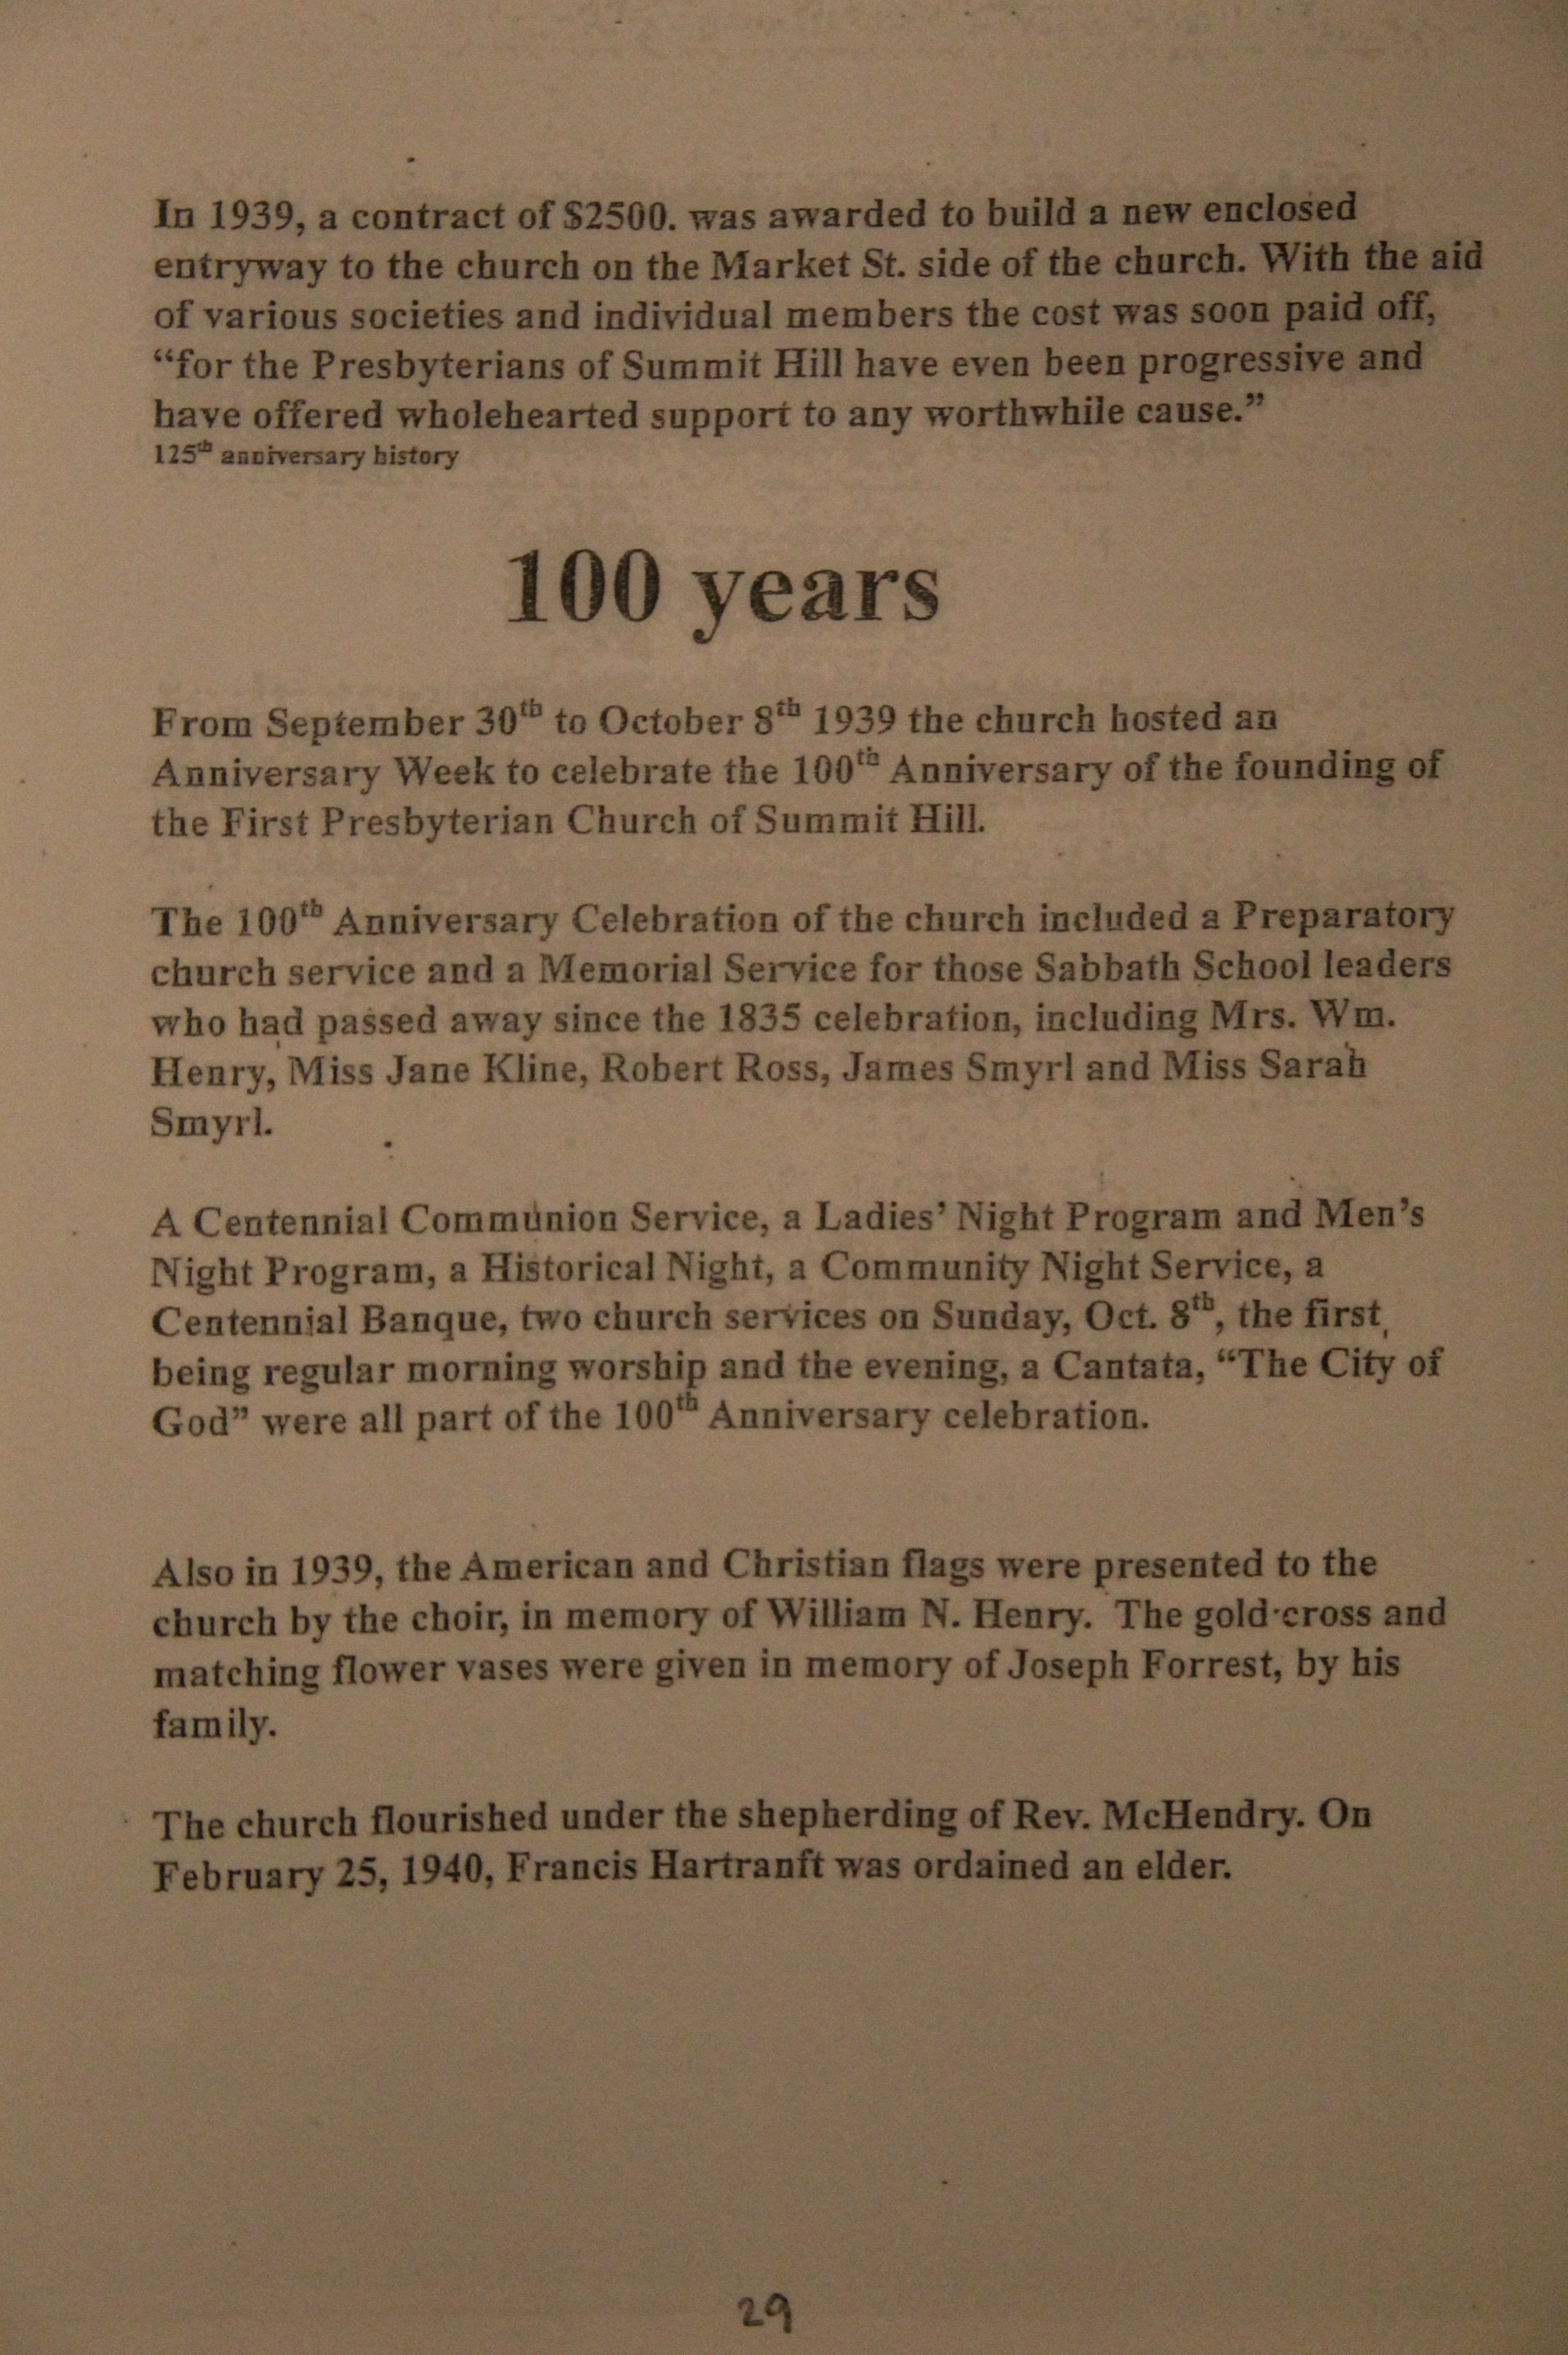 In 1939, a contract of $2500. was awarded to build a new enclosed
entryway to the church on the Market St. side of the church. With the aid
of various societies and individual members the cost was soon paid off,
“for the Presbyterians of Summit Hill have even been progressive and
have offered wholehearted support to any worthwhile cause.”
125th anniversary history
100 years
From September 30th to October 8th 1939 the church hosted an
Anniversary Week to celebrate the 100th Anniversary of the founding of
the First Presbyterian Church of Summit Hill.
The 100th Anniversary Celebration of the church included a Preparatory
church service and a Memorial Service for those Sabbath School leaders
who had passed away since the 1835 celebration, including Mrs. Wm.
Henry, Miss Jane Kline, Robert Ross, James Smyrl and Miss Sarah
Smyrl.
A Centennial Communion Service, a Ladies’ Night Program and Men’s
Night Program, a Historical Night, a Community Night Service, a
Centennial Banque, two church services on Sunday, Oct. 8th, the first
being regular morning worship and the evening, a Cantata, “The City of
God” were all part of the 100th Anniversary celebration.
Also in 1939, the American and Christian flags were presented to the
church by the choir, in memory of William N. Henry. The gold cross and
matching flower vases were given in memory of Joseph Forrest, by his
family.
The church flourished under the shepherding of Rev. McHendry. On
February 25, 1940, Francis Hartranft was ordained an elder.
29